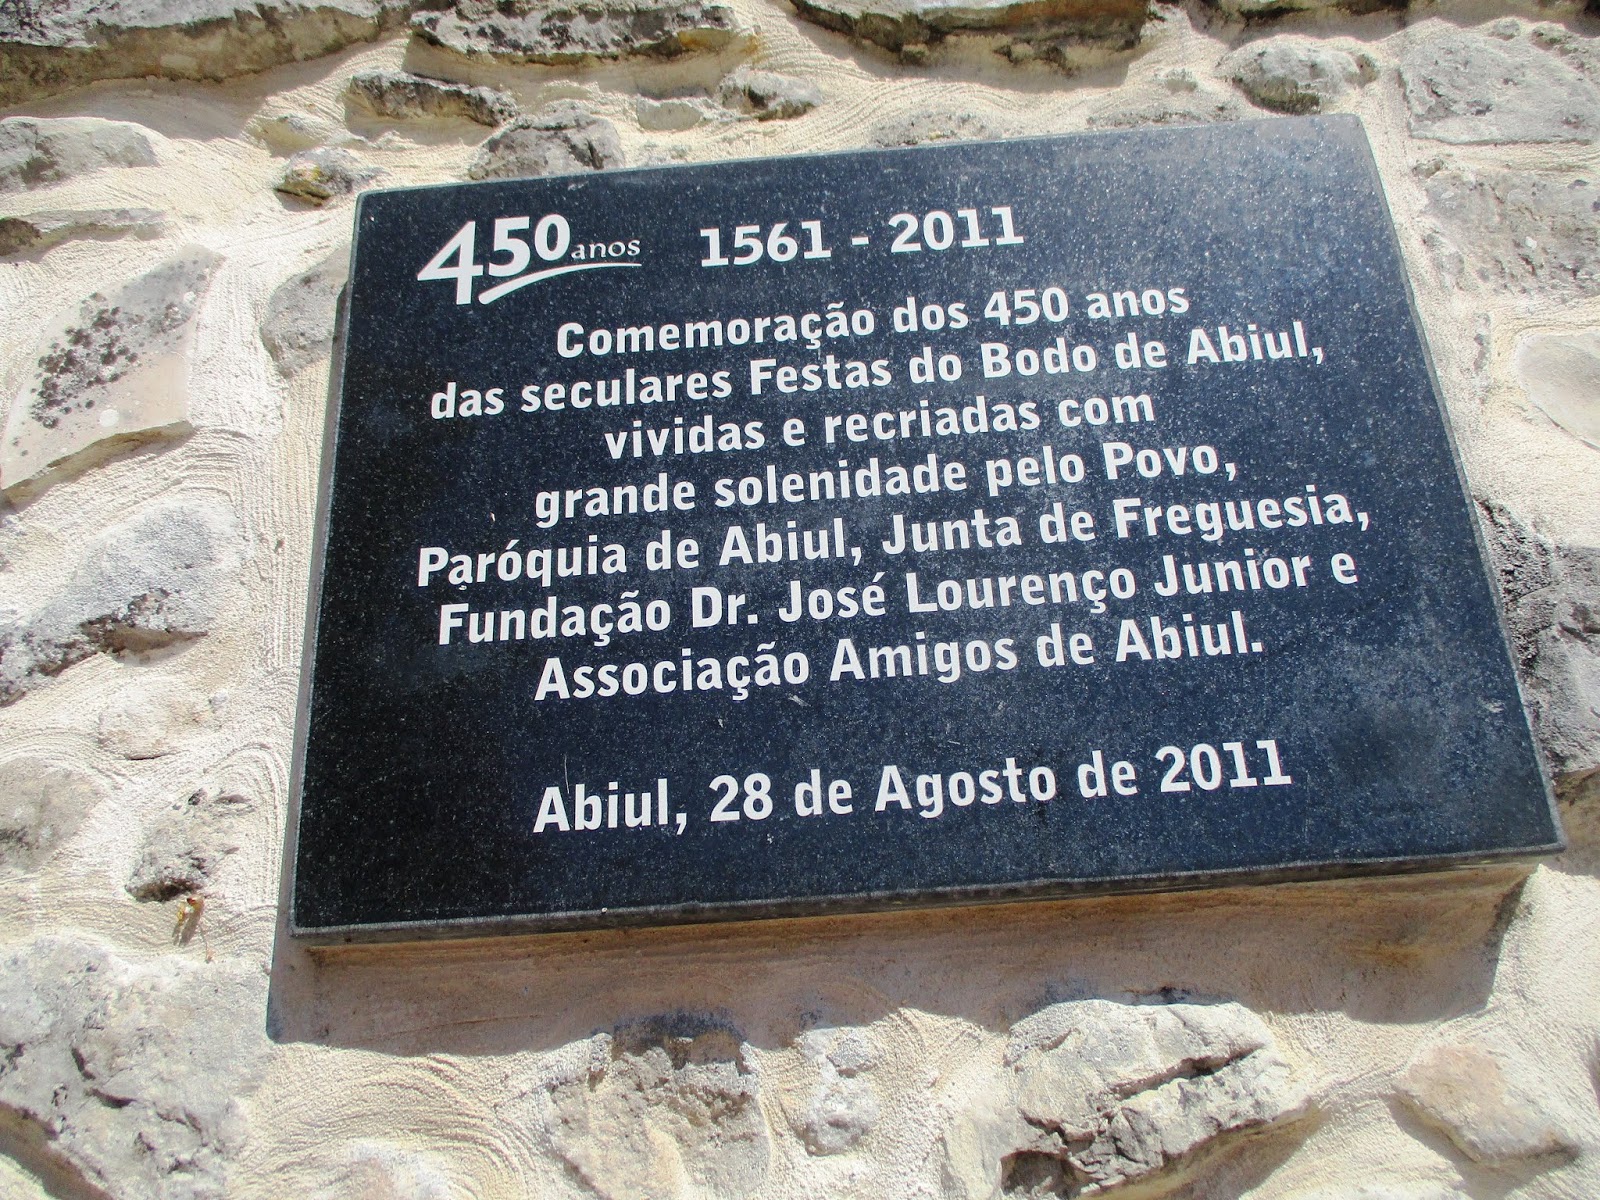 450 anos 1561 - 2011
Comemoração dos 450 anos
das seculares Festas do Bodo de Abiul,
vividas e recriadas com
grande solenidade pelo Povo,
Paróquia de Abiul, Junta de Freguesia,
Fundação Dr. José Lourenço Junior e
Associação Amigos de Abiul.
Abiul, 28 de Agosto de 2011